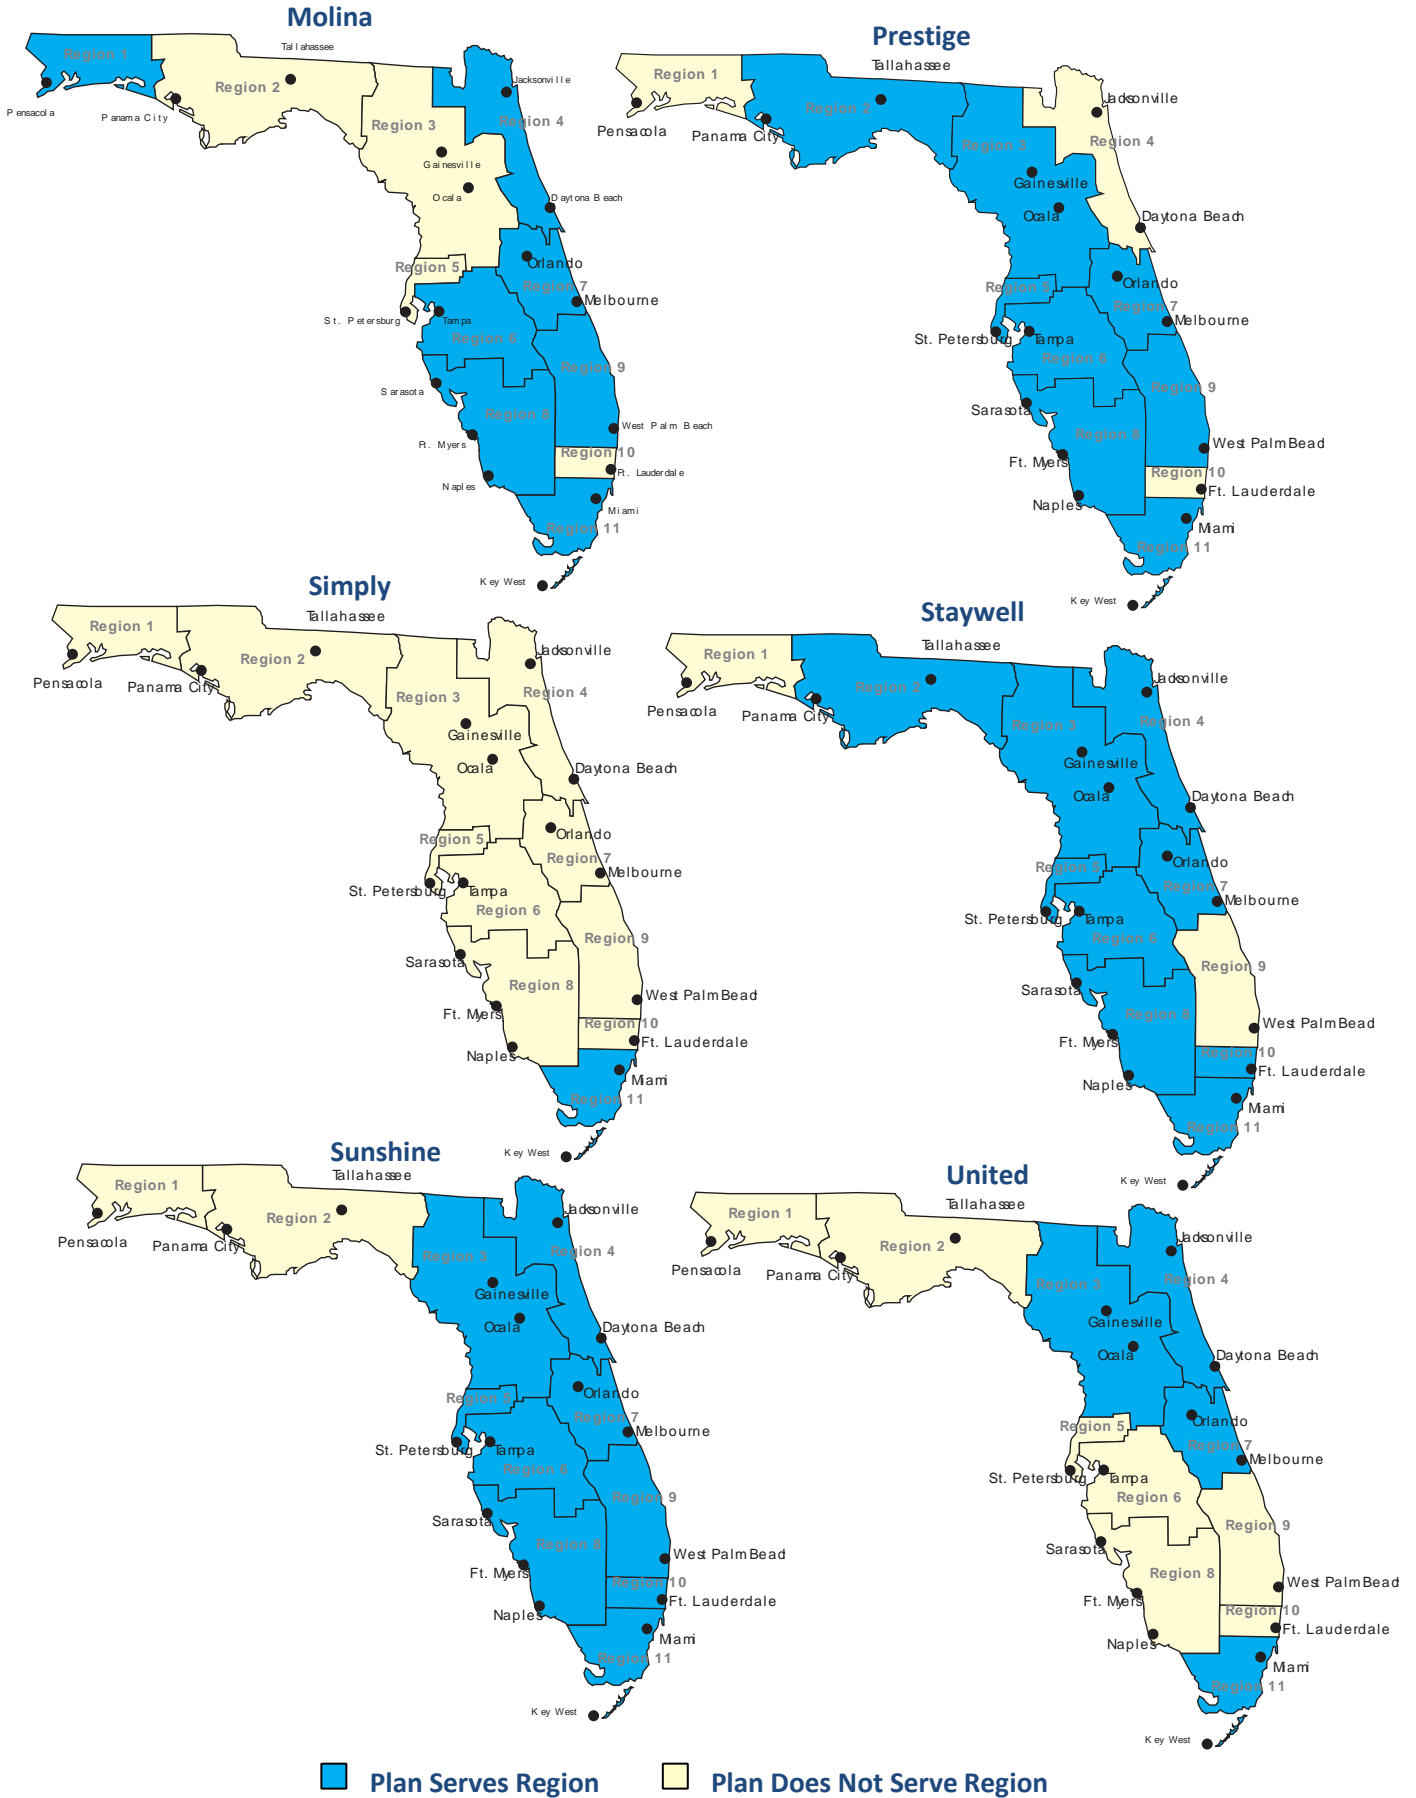 Molina
Tallahassee
Region 1
Region 2
Pensacola
Panama City
Region 3
Jacksonville
Region 4
Gainesville
Ocala
Daytona Beach
Region 5
Orlando
Region 7
Melbourne
St. Petersburg
Tampa
Region 6
Region 9
Sarasota
Region 8
West Palm Beach
Ft. Myers
Region 10
Ft. Lauderdale
Naples
Miami
Region 11
Key West
Prestige
Tallahassee
Region 1
Region 2
Jacksonville
Pensacola
Panama City
Region 3
Region 4
Gainesville
Ocala
Daytona Beach
Region 5
Orlando
Region 7
Melbourne
St. Petersburg
Tampa
Region 6
Region 9
Sarasota
Region 8
West Palm Beach
Ft. Myers
Region 10
Ft. Lauderdale
Naples
Miami
Region 11
Key West
Simply
Tallahassee
Region 1
Region 2
Jacksonville
Pensacola
Panama City
Region 3
Region 4
Gainesville
Ocala
Daytona Beach
Region 5
Orlando
Region 7
Melbourne
St. Petersburg
Tampa
Region 6
Region 9
Sarasota
Region 8
West Palm Beach
Ft. Myers
Region 10
Ft. Lauderdale
Naples
Miami
Region 11
Key West
Staywell
Tallahassee
Region 1
Region 2
Jacksonville
Pensacola
Panama City
Region 3
Region 4
Gainesville
Ocala
Daytona Beach
Region 5
Orlando
Region 7
Melbourne
St. Petersburg
Tampa
Region 6
Region 9
Sarasota
Region 8
West Palm Beach
Ft. Myers
Region 10
Ft. Lauderdale
Naples
Miami
Region 11
Key West
Sunshine
Tallahassee
Region 1
Region 2
Jacksonville
Pensacola
Panama City
Region 3
Region 4
Gainesville
Ocala
Daytona Beach
Region 5
Orlando
Region 7
Melbourne
St. Petersburg
Tampa
Region 6
Region 9
Sarasota
Region 8
West Palm Beach
Ft. Myers
Region 10
Ft. Lauderdale
Naples
Miami
Region 11
Key West
United
Tallahassee
Region 1
Region 2
Jacksonville
Pensacola
Panama City
Region 3
Region 4
Gainesville
Ocala
Daytona Beach
Region 5
Orlando
Region 7
Melbourne
St. Petersburg
Tampa
Region 6
Region 9
Sarasota
Region 8
West Palm Beach
Ft. Myers
Region 10
Ft. Lauderdale
Naples
Miami
Region 11
Key West
Plan Serves Region
Plan Does Not Serve Region